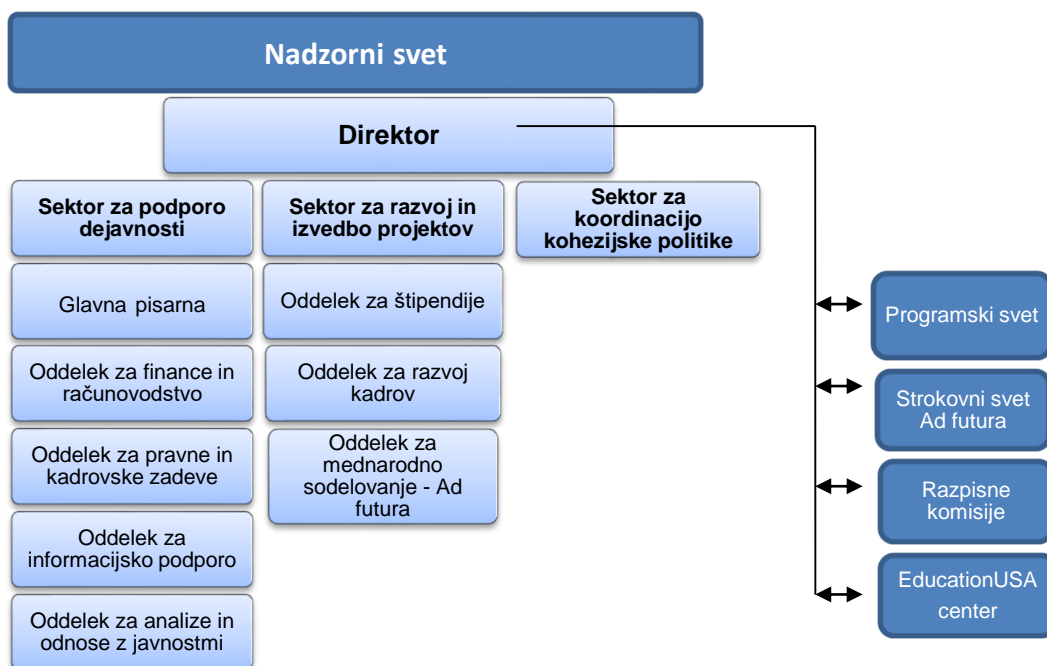 Nadzorni svet
Direktor
Sektor za podporo
dejavnosti
Glavna pisarna
Oddelek za finance in
računovodstvo
Oddelek za pravne in
kadrovske zadeve
Oddelek za
informacijsko podporo
Oddelek za analize in
odnose z javnostmi
Sektor za razvoj in
izvedbo projektov
Oddelek za štipendije
Oddelek za razvoj
kadrov
Oddelek za
mednarodno
sodelovanje - Ad
futura
Sektor za
koordinacijo
kohezijske politike
Programski svet
Strokovni svet
Ad futura
Razpisne
komisije
EducationUSA
center